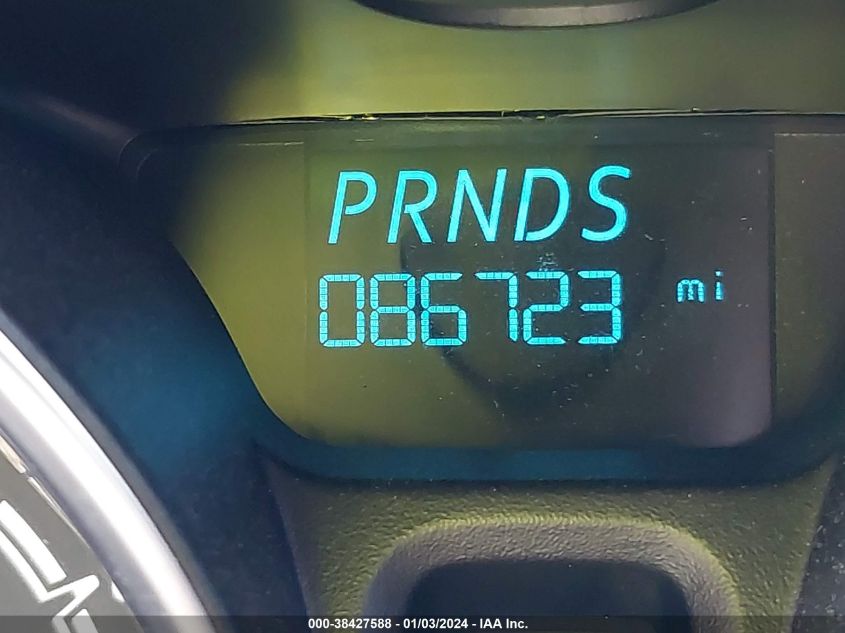 PRNDS
086723 mi
000-38427588 - 01/03/2024 - IAA Inc.